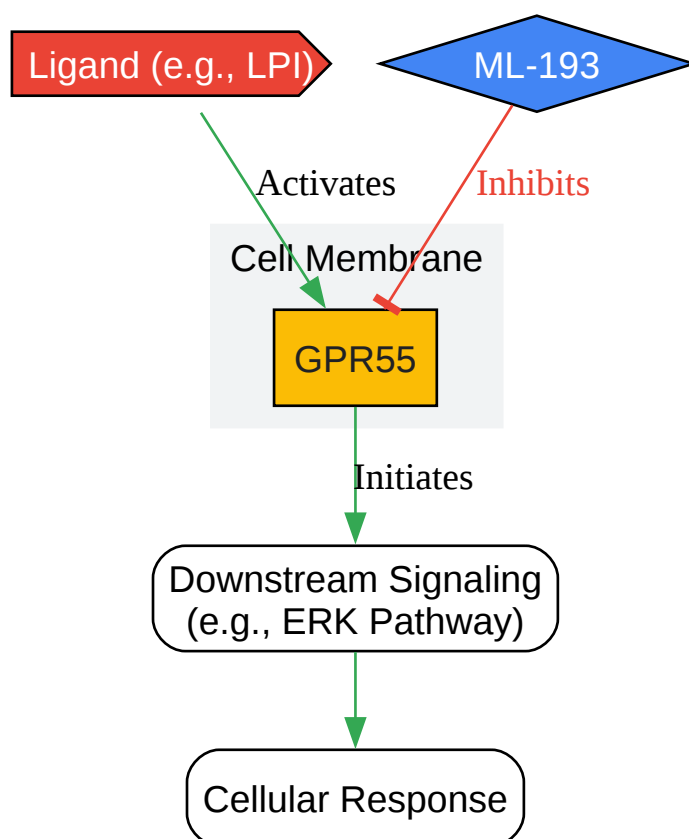 Ligand (e.g., LPI)
ML-193
Activates
Inhibits
Cell Membrane
GPR55
Initiates
Downstream Signaling
(e.g., ERK Pathway)
Cellular Response